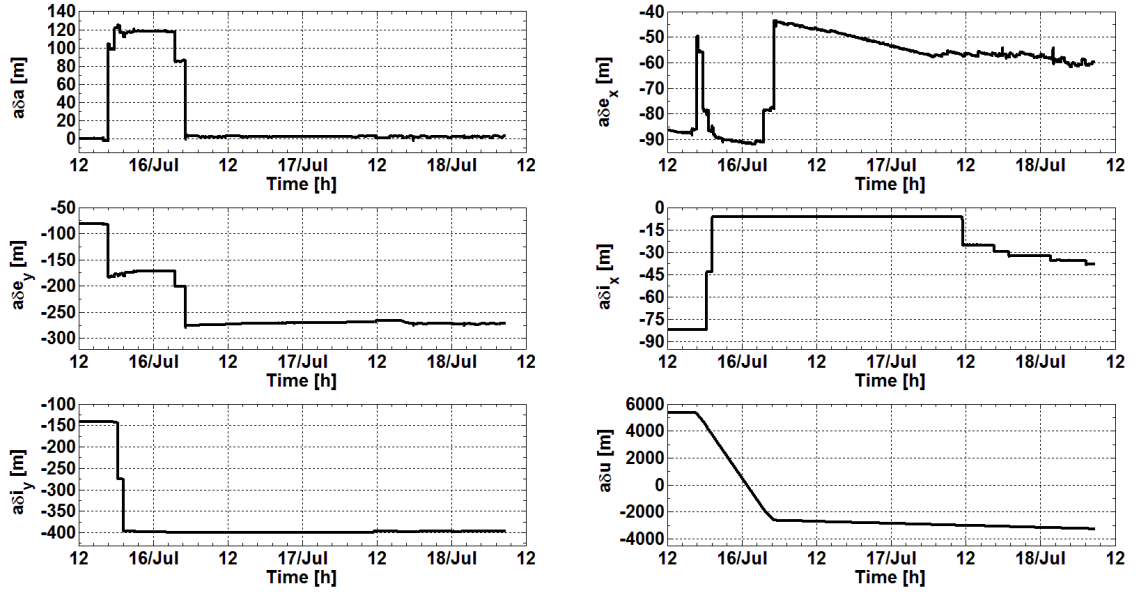 aδa [m]
140
120
100
80
60
40
20
0
12 16/Jul 12 17/Jul 12 18/Jul 12
Time [h]
aδe_x [m]
-40
-50
-60
-70
-80
-90
12 16/Jul 12 17/Jul 12 18/Jul 12
Time [h]
aδe_y [m]
-50
-100
-150
-200
-250
-300
12 16/Jul 12 17/Jul 12 18/Jul 12
Time [h]
aδi_x [m]
0
-15
-30
-45
-60
-75
-90
12 16/Jul 12 17/Jul 12 18/Jul 12
Time [h]
aδi_y [m]
-100
-150
-200
-250
-300
-350
-400
12 16/Jul 12 17/Jul 12 18/Jul 12
Time [h]
aδu [m]
6000
4000
2000
0
-2000
-4000
12 16/Jul 12 17/Jul 12 18/Jul 12
Time [h]